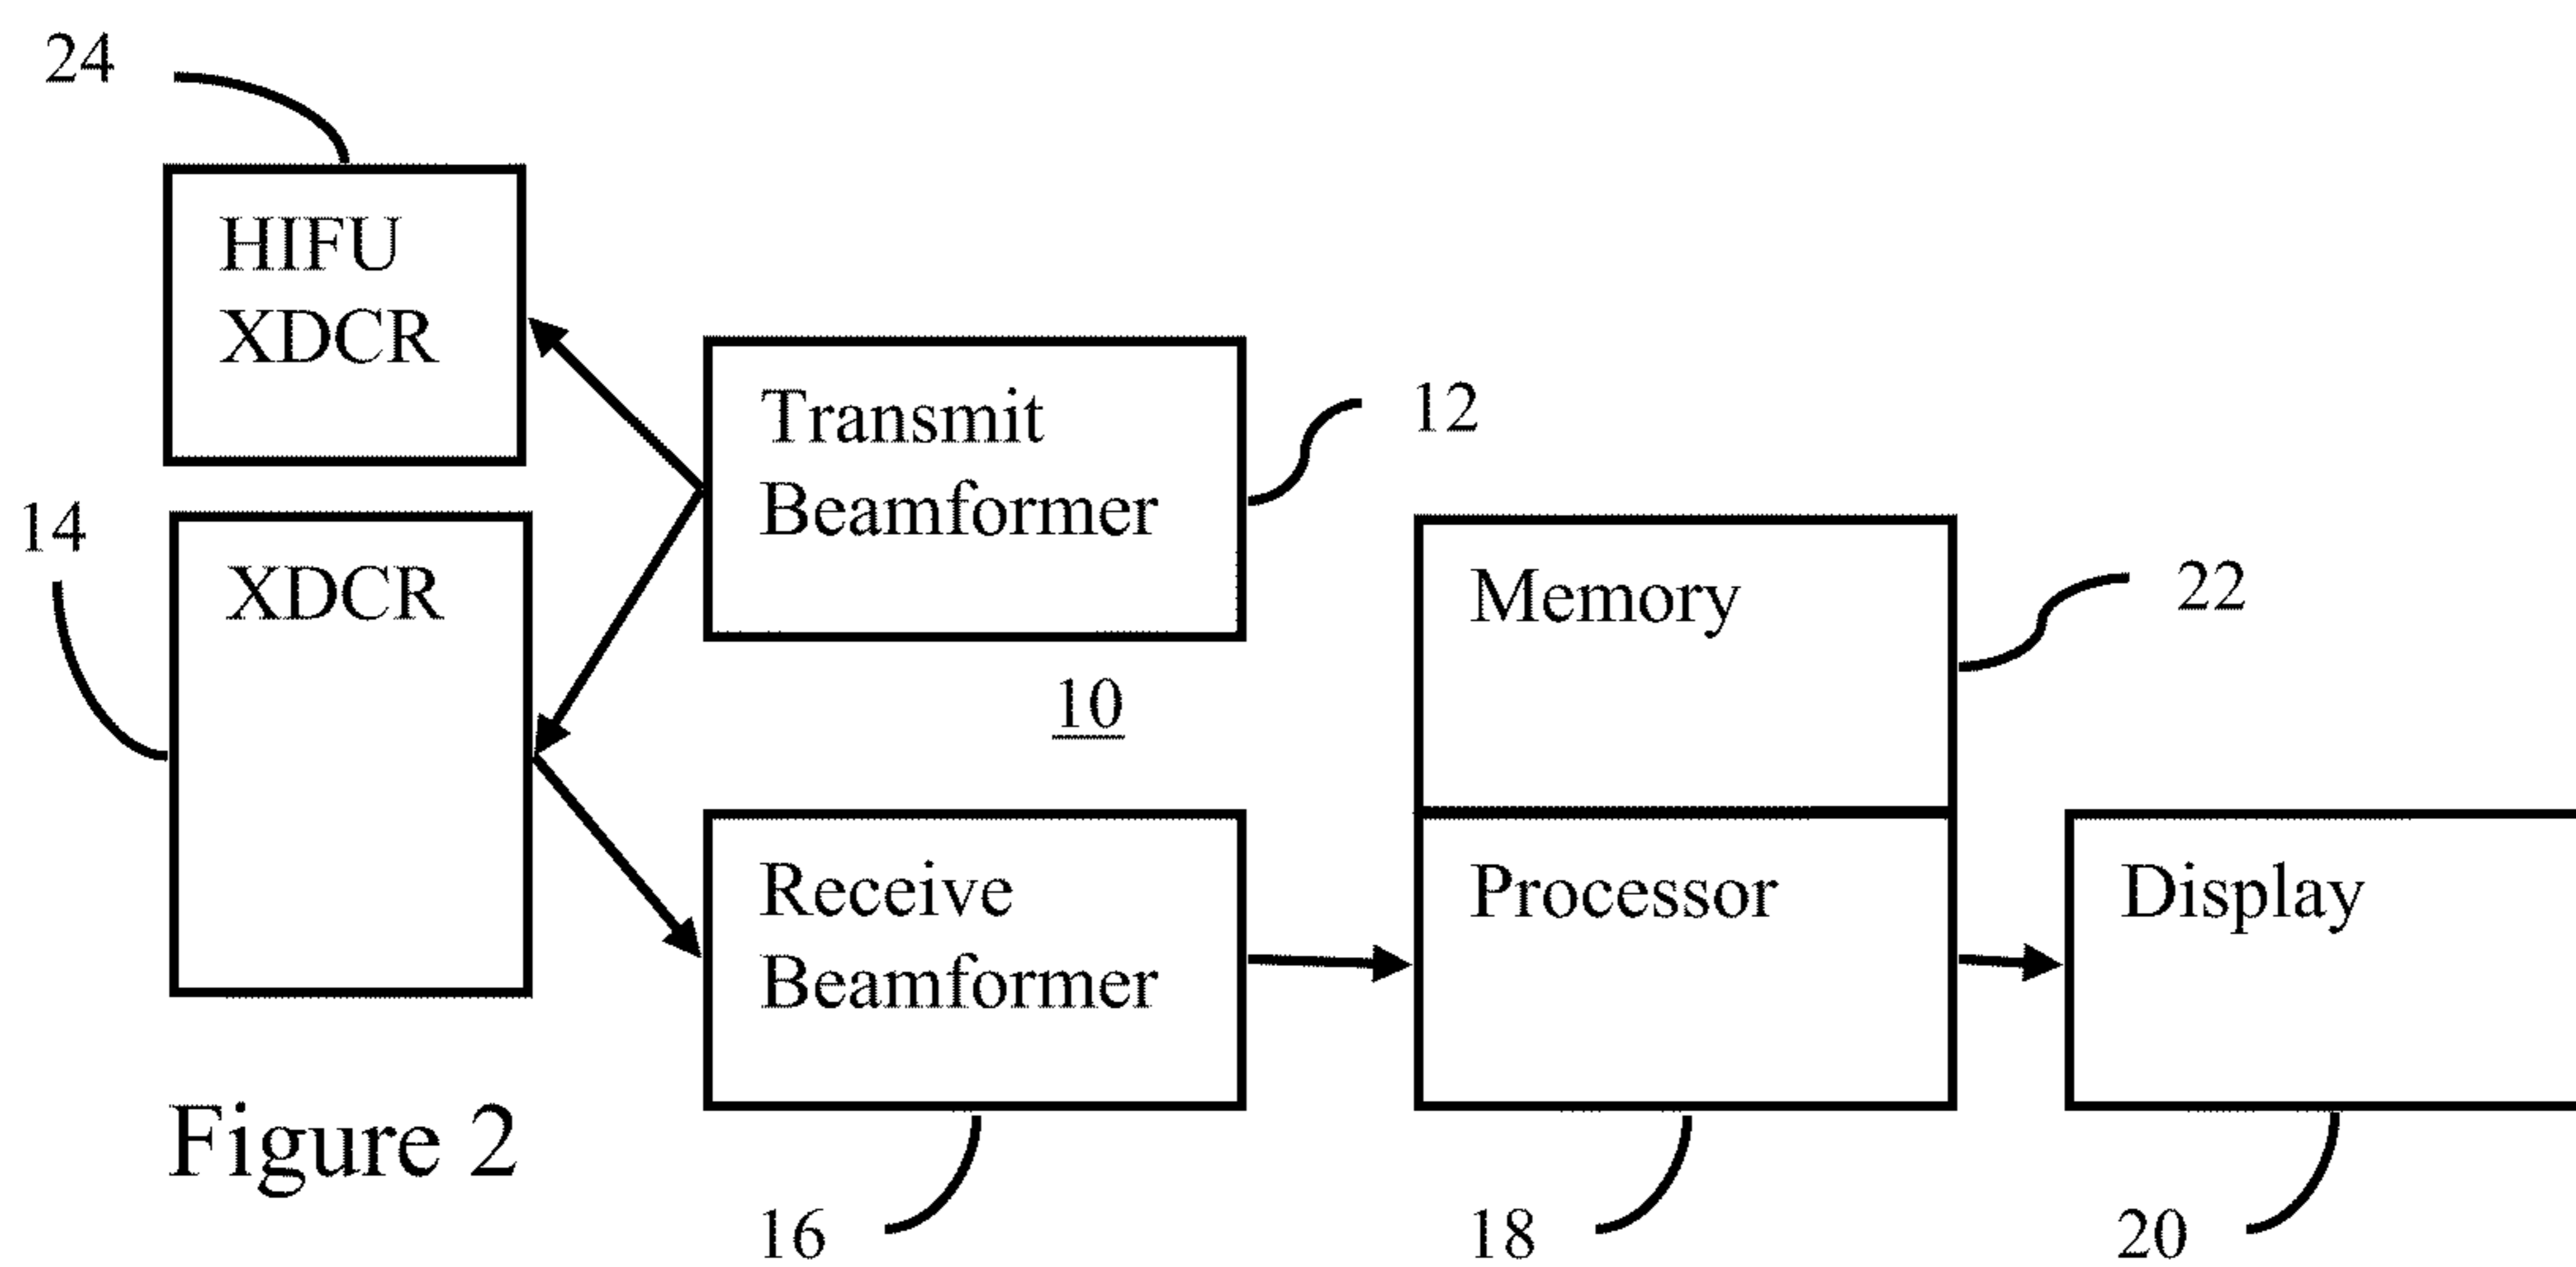 24
HIFU
XDCR
Transmit
Beamformer
12
14
XDCR
Memory
22
10
Receive
Beamformer
Processor
Display
Figure 2
16
18
20